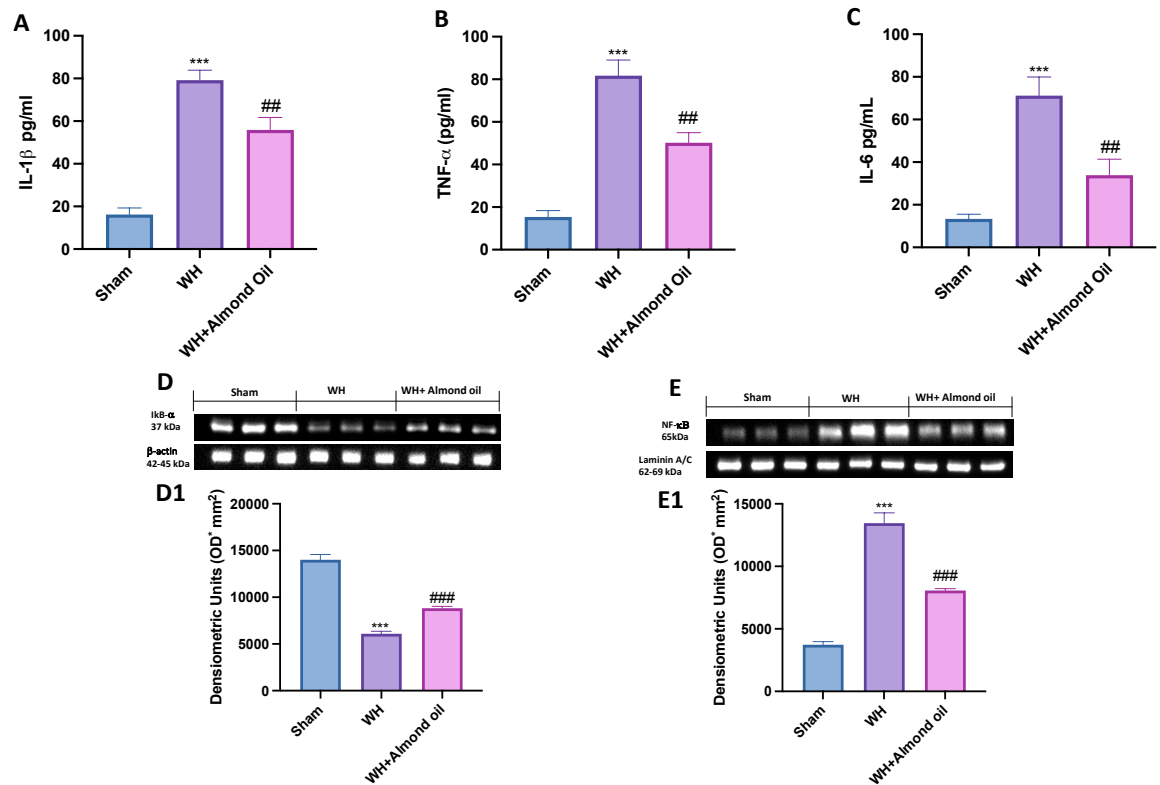 A
IL-1β pg/ml
100
80
60
40
20
0
***
##
Sham
WH
WH+Almond Oil
B
TNF-α (pg/ml)
100
80
60
40
20
0
***
##
Sham
WH
WH+Almond Oil
C
IL-6 pg/mL
100
80
60
40
20
0
***
##
Sham
WH
WH+Almond Oil
D
Sham WH WH+ Almond oil
IkB-α
37 kDa
β-actin
42-45 kDa
E
Sham WH WH+ Almond oil
NF-κB
65kDa
Laminin A/C
62-69 kDa
D1
Densiometric Units (OD* mm²)
20000
15000
10000
5000
0
***
###
Sham
WH
WH+Almond oil
E1
Densiometric Units (OD* mm²)
15000
10000
5000
0
***
###
Sham
WH
WH+Almond oil